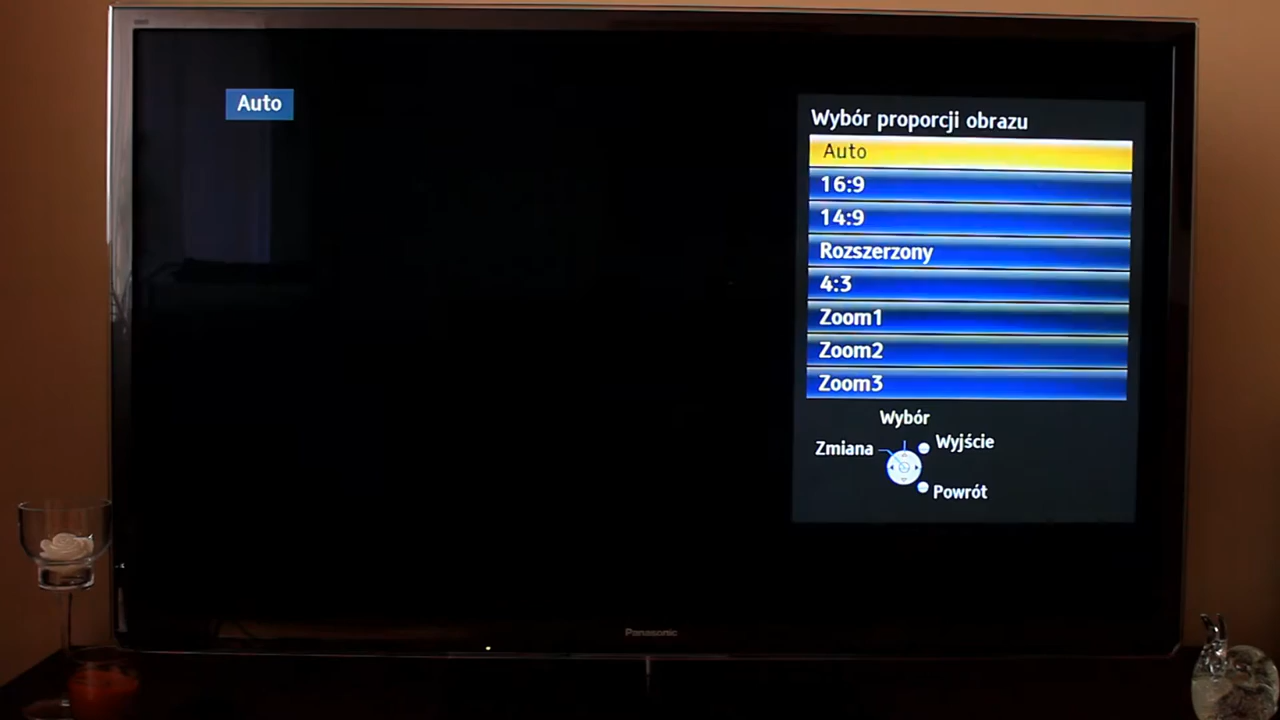 Auto
Wybór proporcji obrazu
Auto
16:9
14:9
Rozszerzony
4:3
Zoom1
Zoom2
Zoom3
Wybór
Zmiana
Wyjście
Powrót
Panasonic